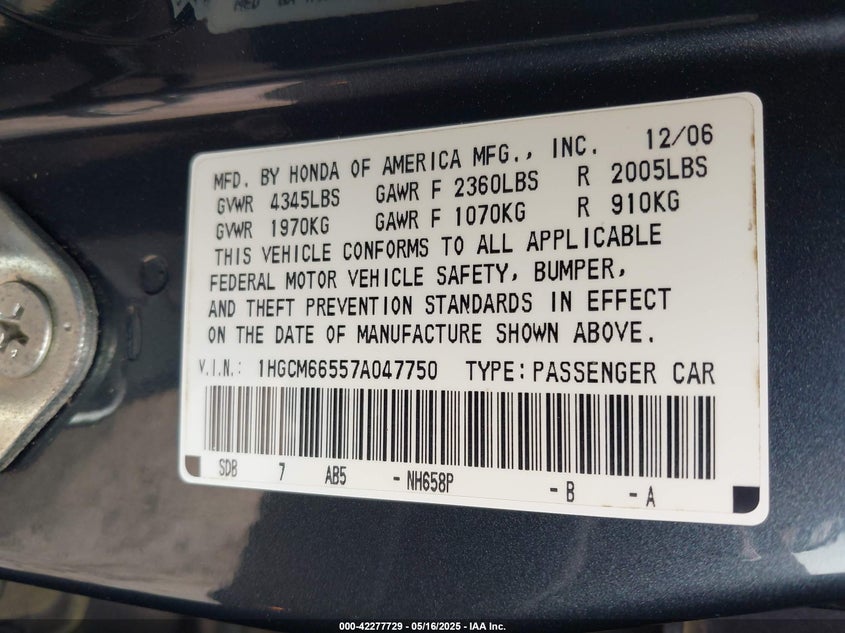 MFD. BY HONDA OF AMERICA MFG., INC. 12/06
GVWR 4345LBS GAWR F 2360LBS R 2005LBS
GVWR 1970KG GAWR F 1070KG R 910KG
THIS VEHICLE CONFORMS TO ALL APPLICABLE
FEDERAL MOTOR VEHICLE SAFETY, BUMPER,
AND THEFT PREVENTION STANDARDS IN EFFECT
ON THE DATE OF MANUFACTURE SHOWN ABOVE.
V.I.N.: 1HGCM66557A047750 TYPE: PASSENGER CAR
SDB 7 AB5 - NH658P - B - A
000-42277729 - 05/16/2025 - IAA Inc.